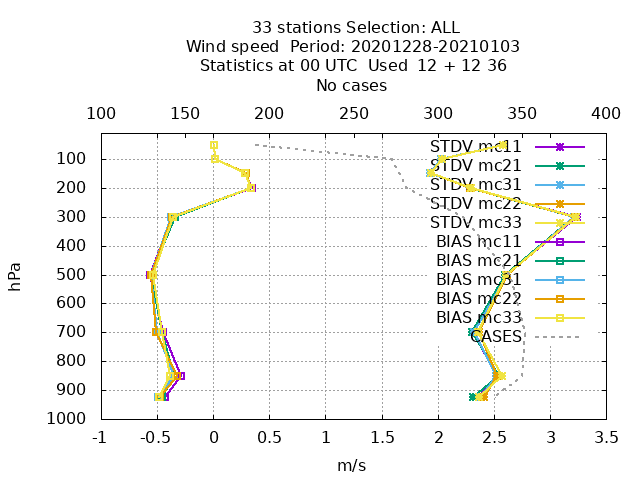 33 stations Selection: ALL
Wind speed  Period: 20201228-20210103
Statistics at 00 UTC  Used  12 + 12 36
No cases
100 150 200 250 300 350 400
STDV mc11
100
STDV mc21
200
STDV mc31
STDV mc22
300
STDV mc33
BIAS mc11
400
BIAS mc21
hPa
500
BIAS mc31
BIAS mc22
600
BIAS mc33
700
CASES
800
900
1000
-1 -0.5 0 0.5 1 1.5 2 2.5 3 3.5
m/s